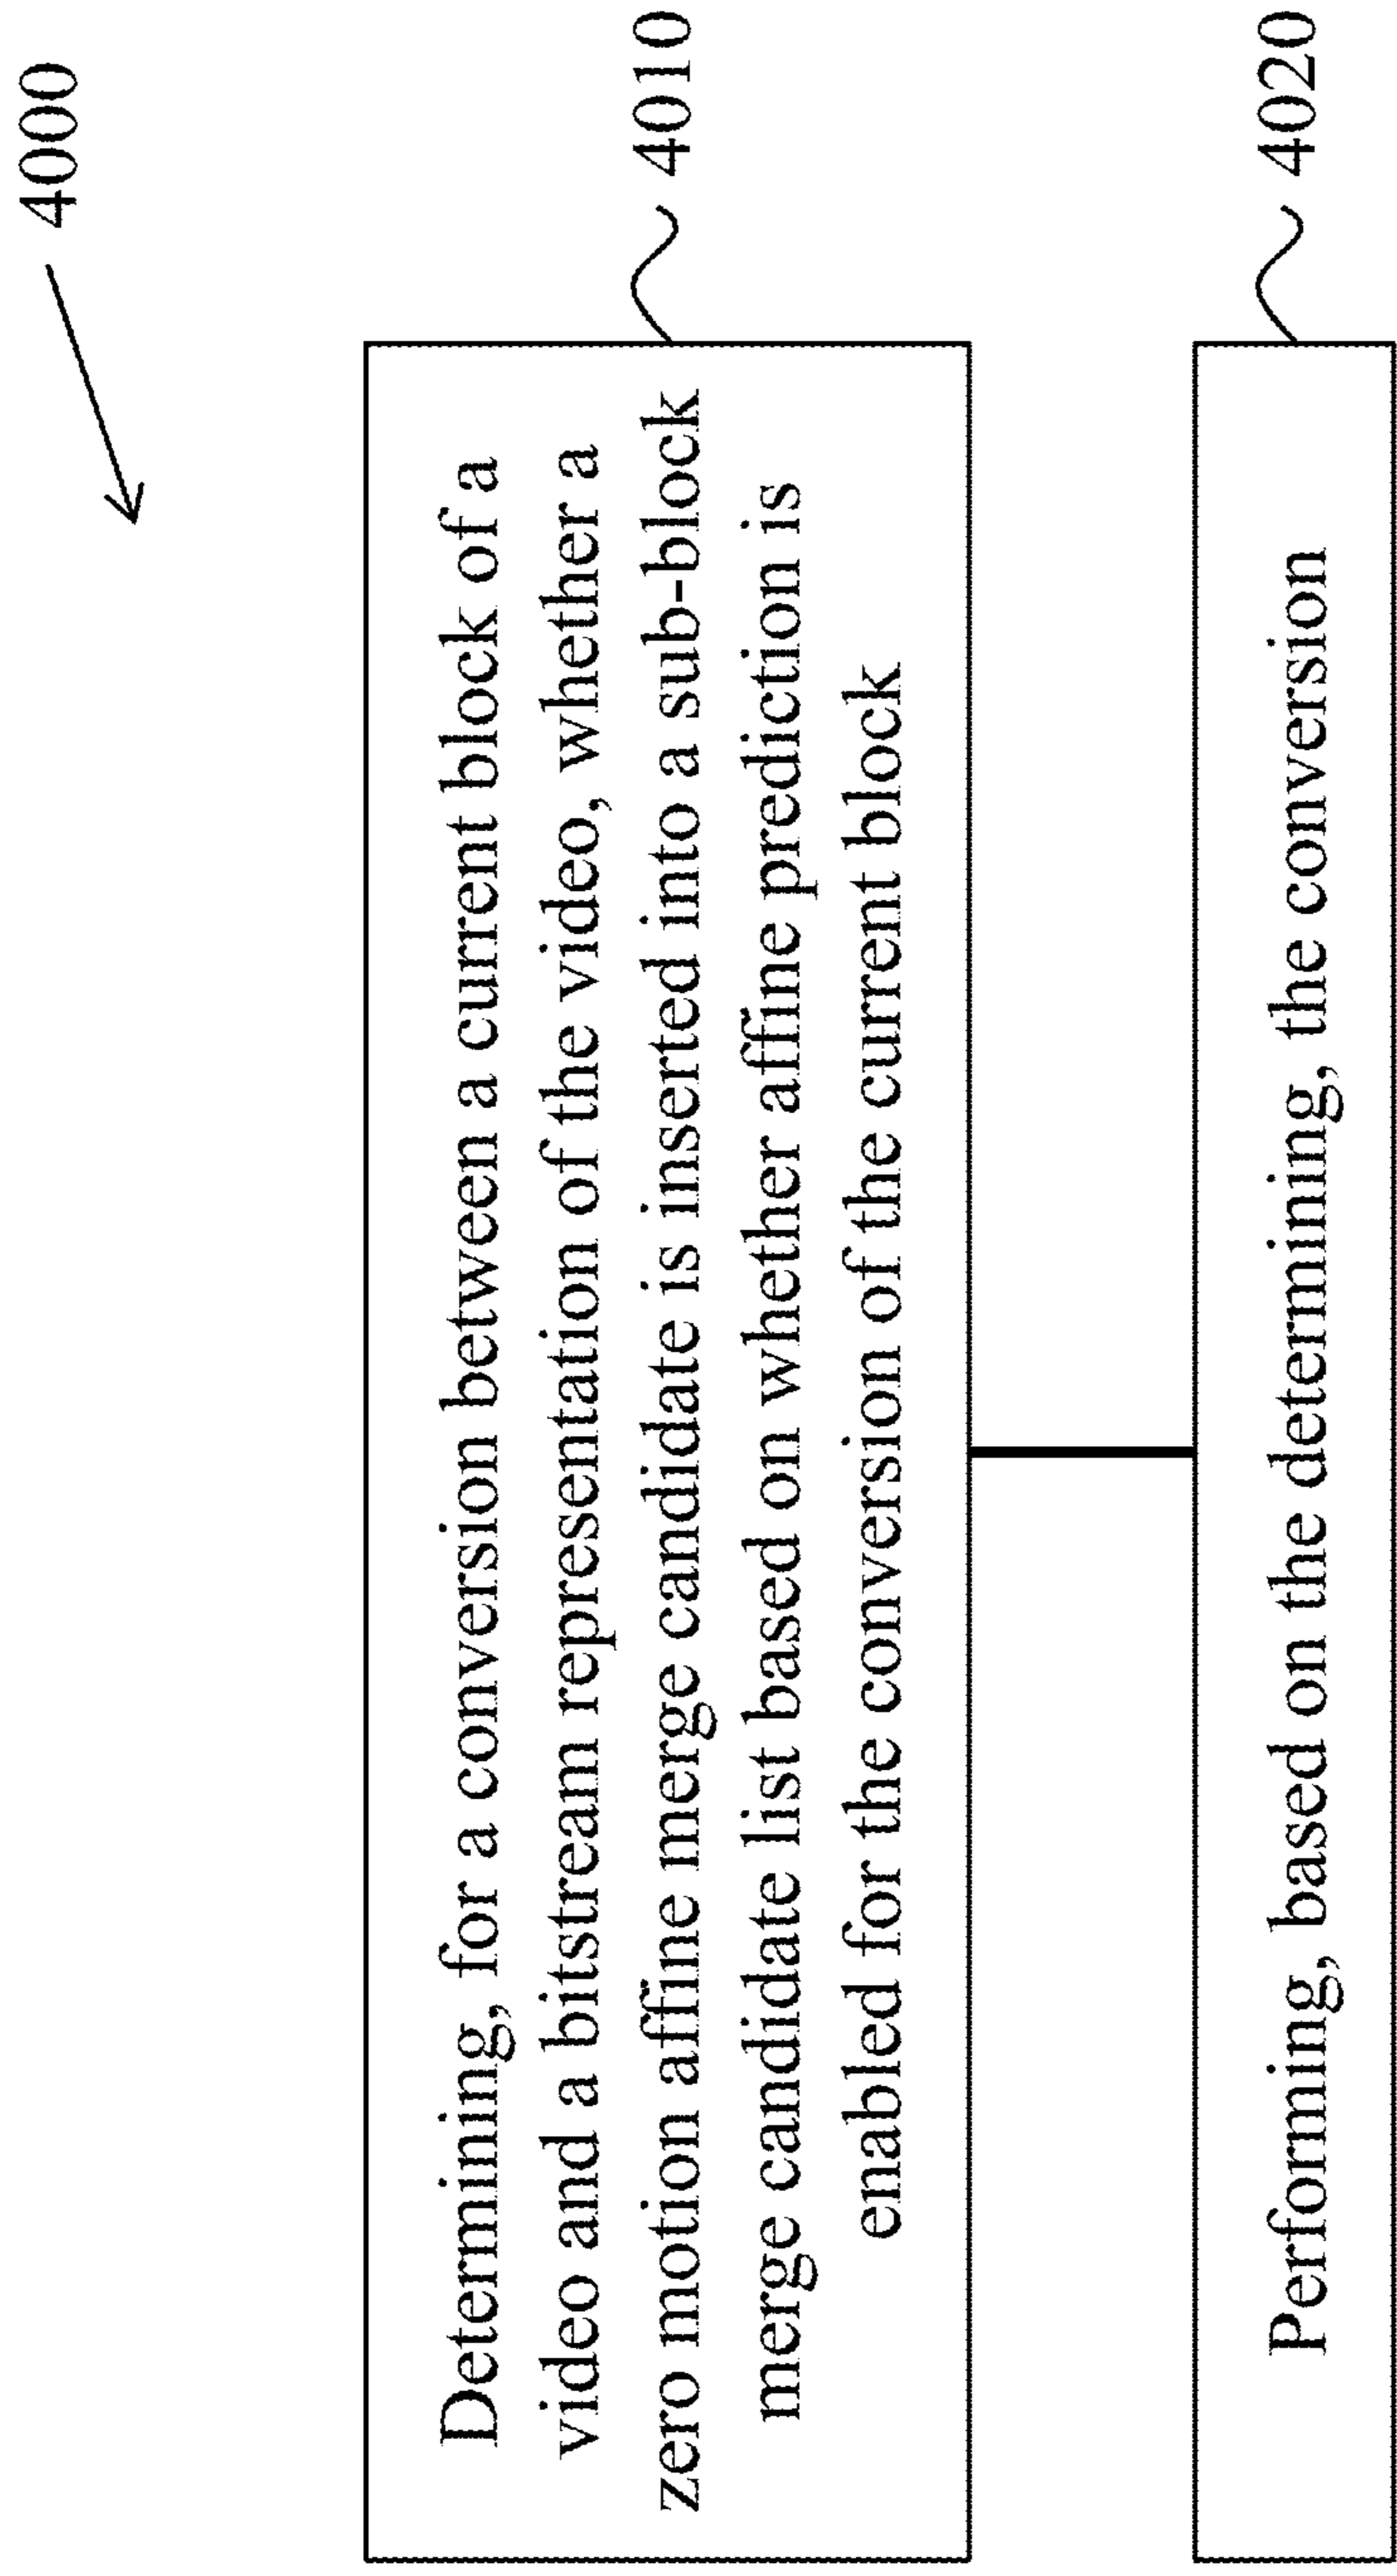 4000
Determining, for a conversion between a current block of a
video and a bitstream representation of the video, whether a
zero motion affine merge candidate is inserted into a sub-block
merge candidate list based on whether affine prediction is
enabled for the conversion of the current block
4010
Performing, based on the determining, the conversion
4020